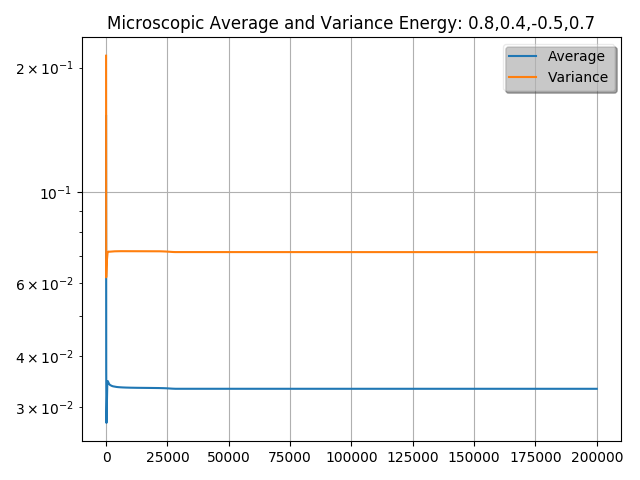 Microscopic Average and Variance Energy: 0.8,0.4,-0.5,0.7
Average
Variance
2 × 10⁻¹
10⁻¹
6 × 10⁻²
4 × 10⁻²
3 × 10⁻²
0 25000 50000 75000 100000 125000 150000 175000 200000